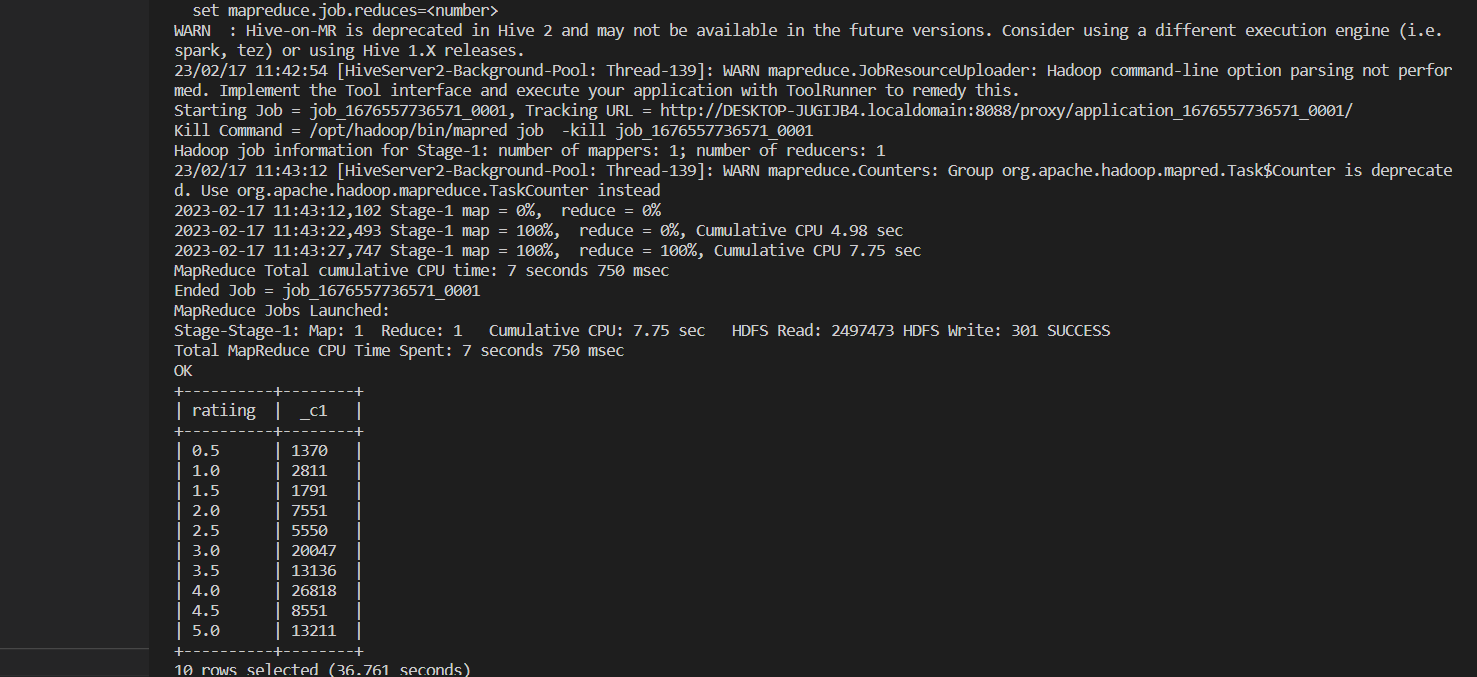 set mapreduce.job.reduces=<number>
WARN  : Hive-on-MR is deprecated in Hive 2 and may not be available in the future versions. Consider using a different execution engine (i.e.
spark, tez) or using Hive 1.X releases.
23/02/17 11:42:54 [HiveServer2-Background-Pool: Thread-139]: WARN mapreduce.JobResourceUploader: Hadoop command-line option parsing not perfor
med. Implement the Tool interface and execute your application with ToolRunner to remedy this.
Starting Job = job_1676557736571_0001, Tracking URL = http://DESKTOP-JUGIJB4.localdomain:8088/proxy/application_1676557736571_0001/
Kill Command = /opt/hadoop/bin/mapred job  -kill job_1676557736571_0001
Hadoop job information for Stage-1: number of mappers: 1; number of reducers: 1
23/02/17 11:43:12 [HiveServer2-Background-Pool: Thread-139]: WARN mapreduce.Counters: Group org.apache.hadoop.mapred.Task$Counter is deprecate
d. Use org.apache.hadoop.mapreduce.TaskCounter instead
2023-02-17 11:43:12,102 Stage-1 map = 0%,  reduce = 0%
2023-02-17 11:43:22,493 Stage-1 map = 100%,  reduce = 0%, Cumulative CPU 4.98 sec
2023-02-17 11:43:27,747 Stage-1 map = 100%,  reduce = 100%, Cumulative CPU 7.75 sec
MapReduce Total cumulative CPU time: 7 seconds 750 msec
Ended Job = job_1676557736571_0001
MapReduce Jobs Launched:
Stage-Stage-1: Map: 1  Reduce: 1   Cumulative CPU: 7.75 sec   HDFS Read: 2497473 HDFS Write: 301 SUCCESS
Total MapReduce CPU Time Spent: 7 seconds 750 msec
OK
+----------+--------+
| ratiing  |  _c1   |
+----------+--------+
| 0.5      | 1370   |
| 1.0      | 2811   |
| 1.5      | 1791   |
| 2.0      | 7551   |
| 2.5      | 5550   |
| 3.0      | 20047  |
| 3.5      | 13136  |
| 4.0      | 26818  |
| 4.5      | 8551   |
| 5.0      | 13211  |
+----------+--------+
10 rows selected (36.761 seconds)